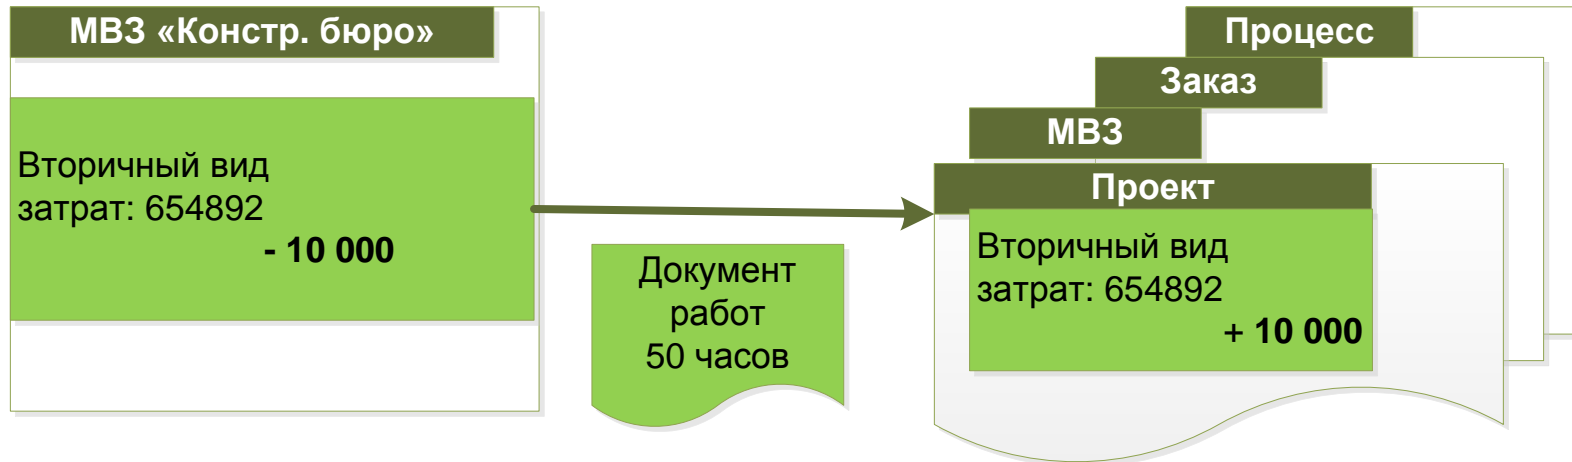 МВЗ «Констр. бюро»
Вторичный вид
затрат: 654892
- 10 000
Документ
работ
50 часов
Процесс
Заказ
МВЗ
Проект
Вторичный вид
затрат: 654892
+ 10 000